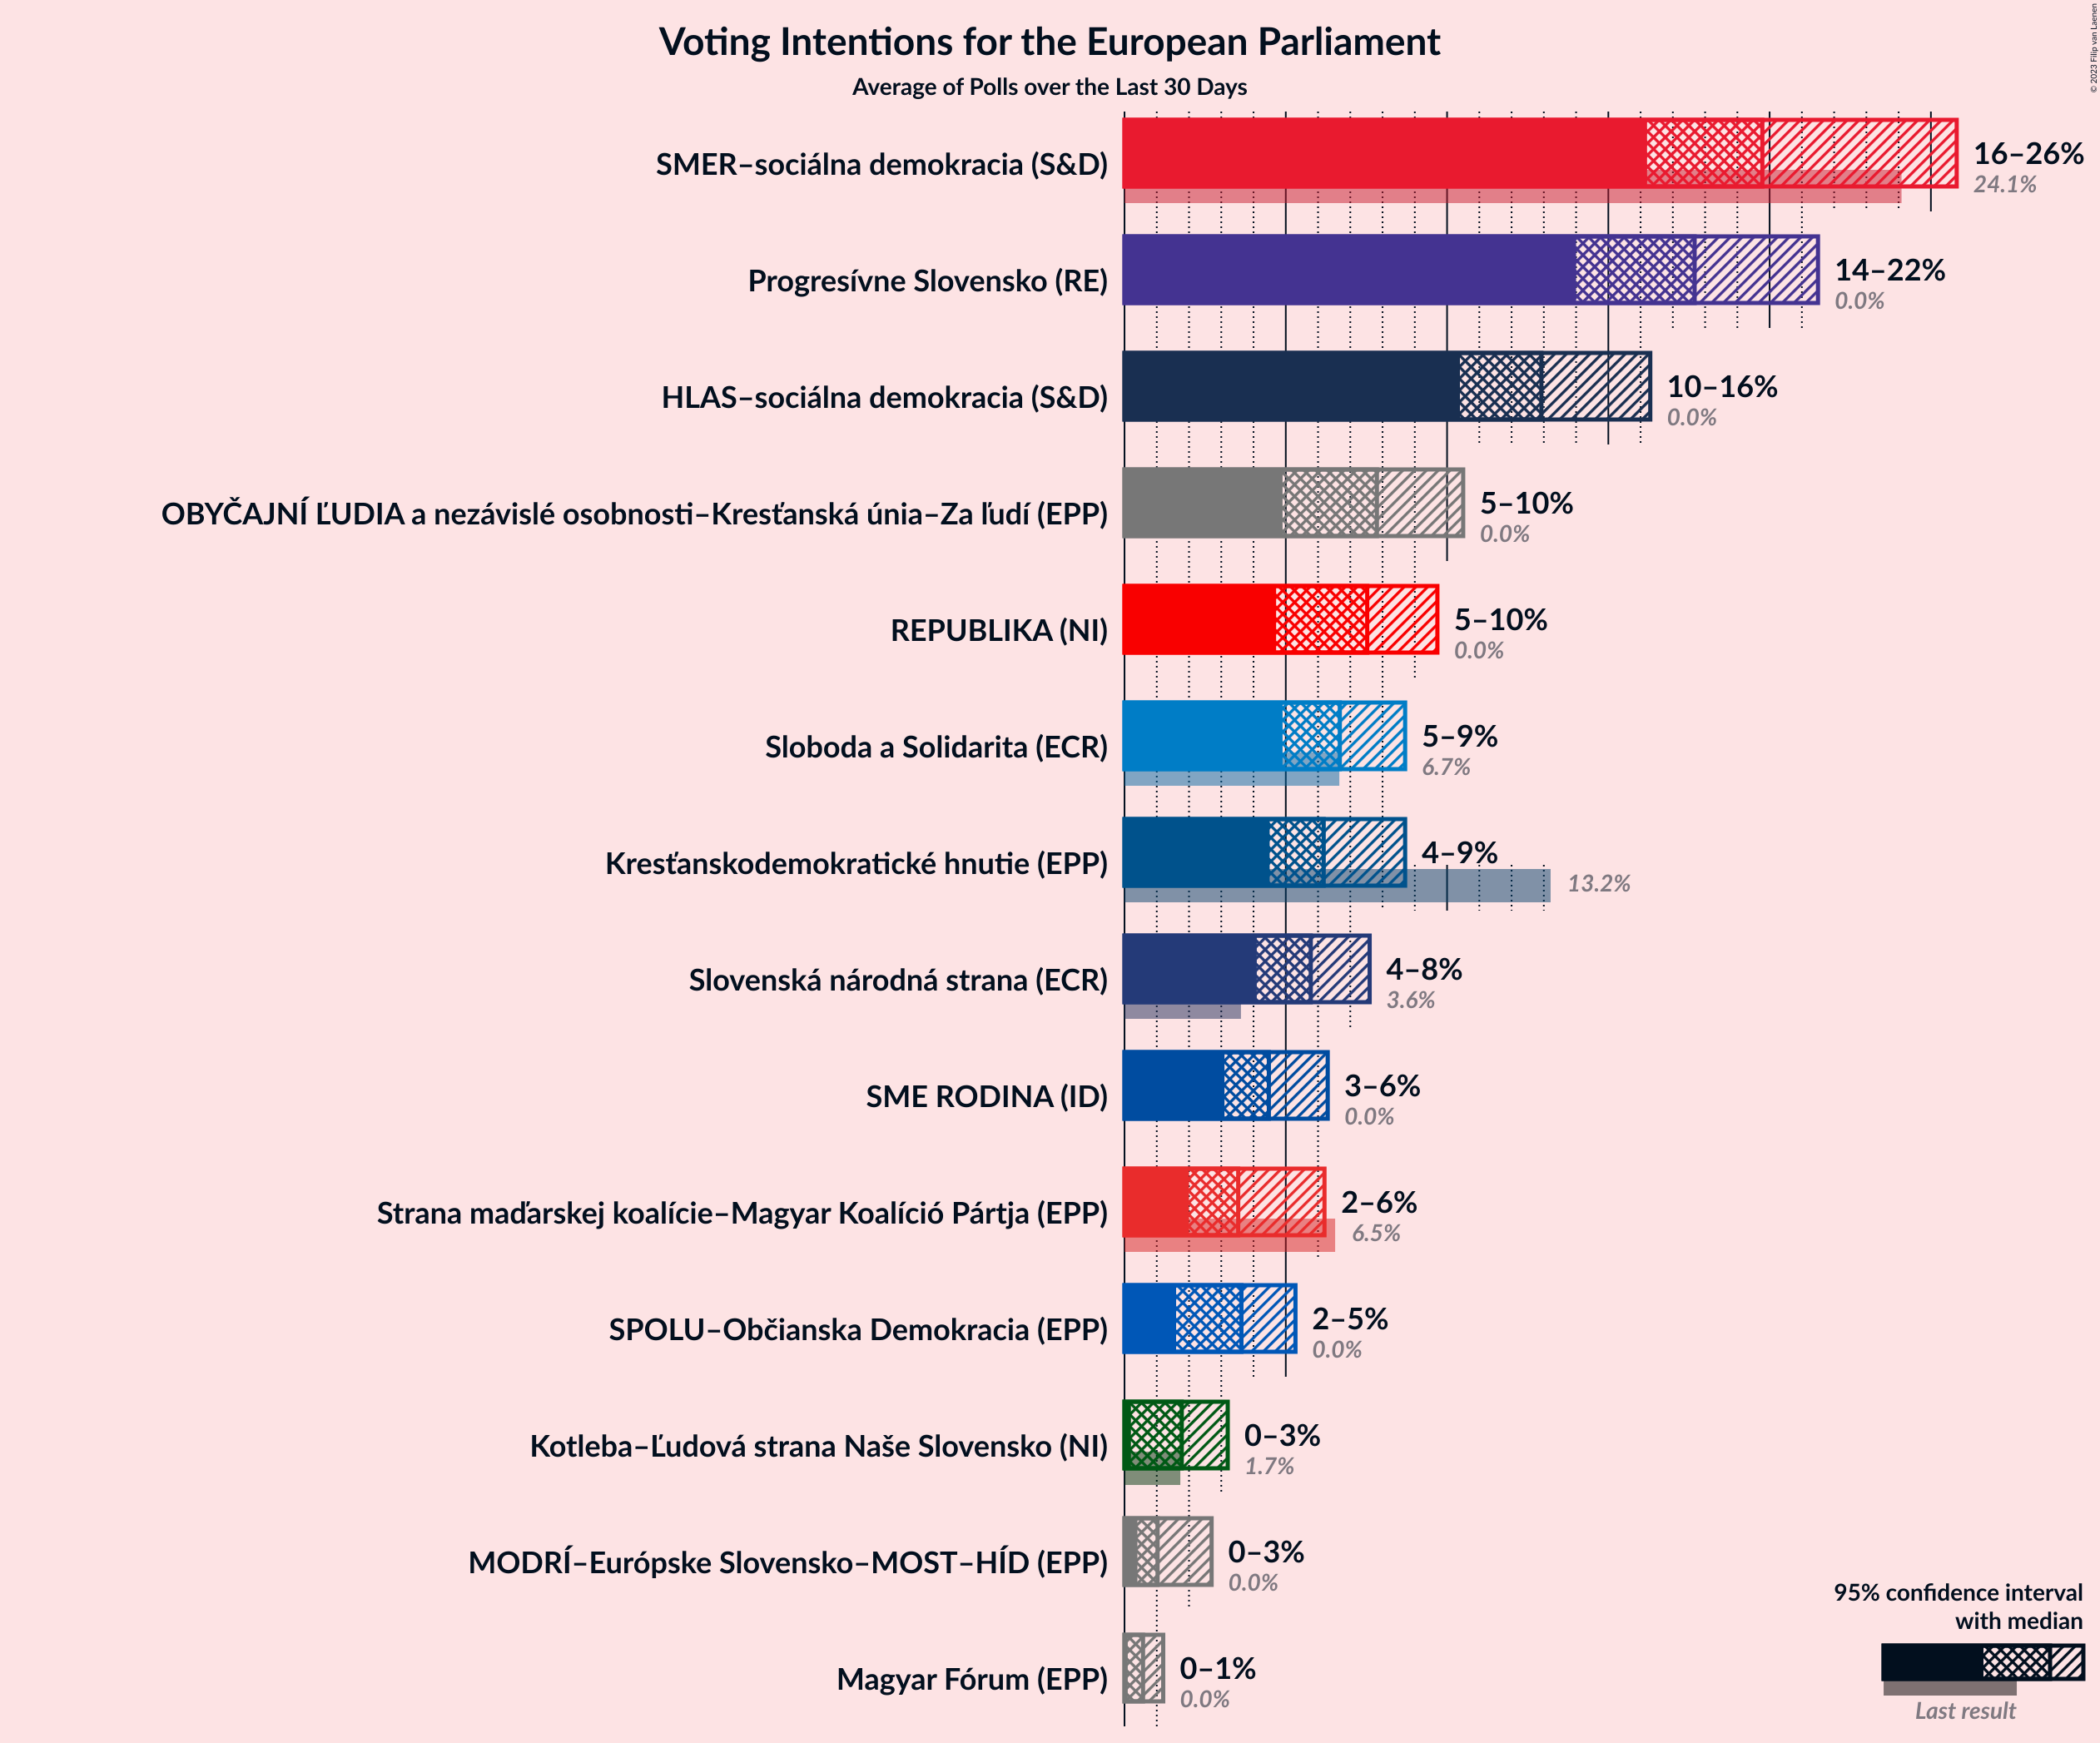 Voting Intentions for the European Parliament
Average of Polls over the Last 30 Days
© 2023 Filip van Laenen
SMER–sociálna demokracia (S&D)
16–26%
24.1%
Progresívne Slovensko (RE)
14–22%
0.0%
HLAS–sociálna demokracia (S&D)
10–16%
0.0%
OBYČAJNÍ ĽUDIA a nezávislé osobnosti–Kresťanská únia–Za ľudí (EPP)
5–10%
0.0%
REPUBLIKA (NI)
5–10%
0.0%
Sloboda a Solidarita (ECR)
5–9%
6.7%
Kresťanskodemokratické hnutie (EPP)
4–9%
13.2%
Slovenská národná strana (ECR)
4–8%
3.6%
SME RODINA (ID)
3–6%
0.0%
Strana maďarskej koalície–Magyar Koalíció Pártja (EPP)
2–6%
6.5%
SPOLU–Občianska Demokracia (EPP)
2–5%
0.0%
Kotleba–Ľudová strana Naše Slovensko (NI)
0–3%
1.7%
MODRÍ–Európske Slovensko–MOST–HÍD (EPP)
0–3%
0.0%
Magyar Fórum (EPP)
0–1%
0.0%
95% confidence interval
with median
Last result